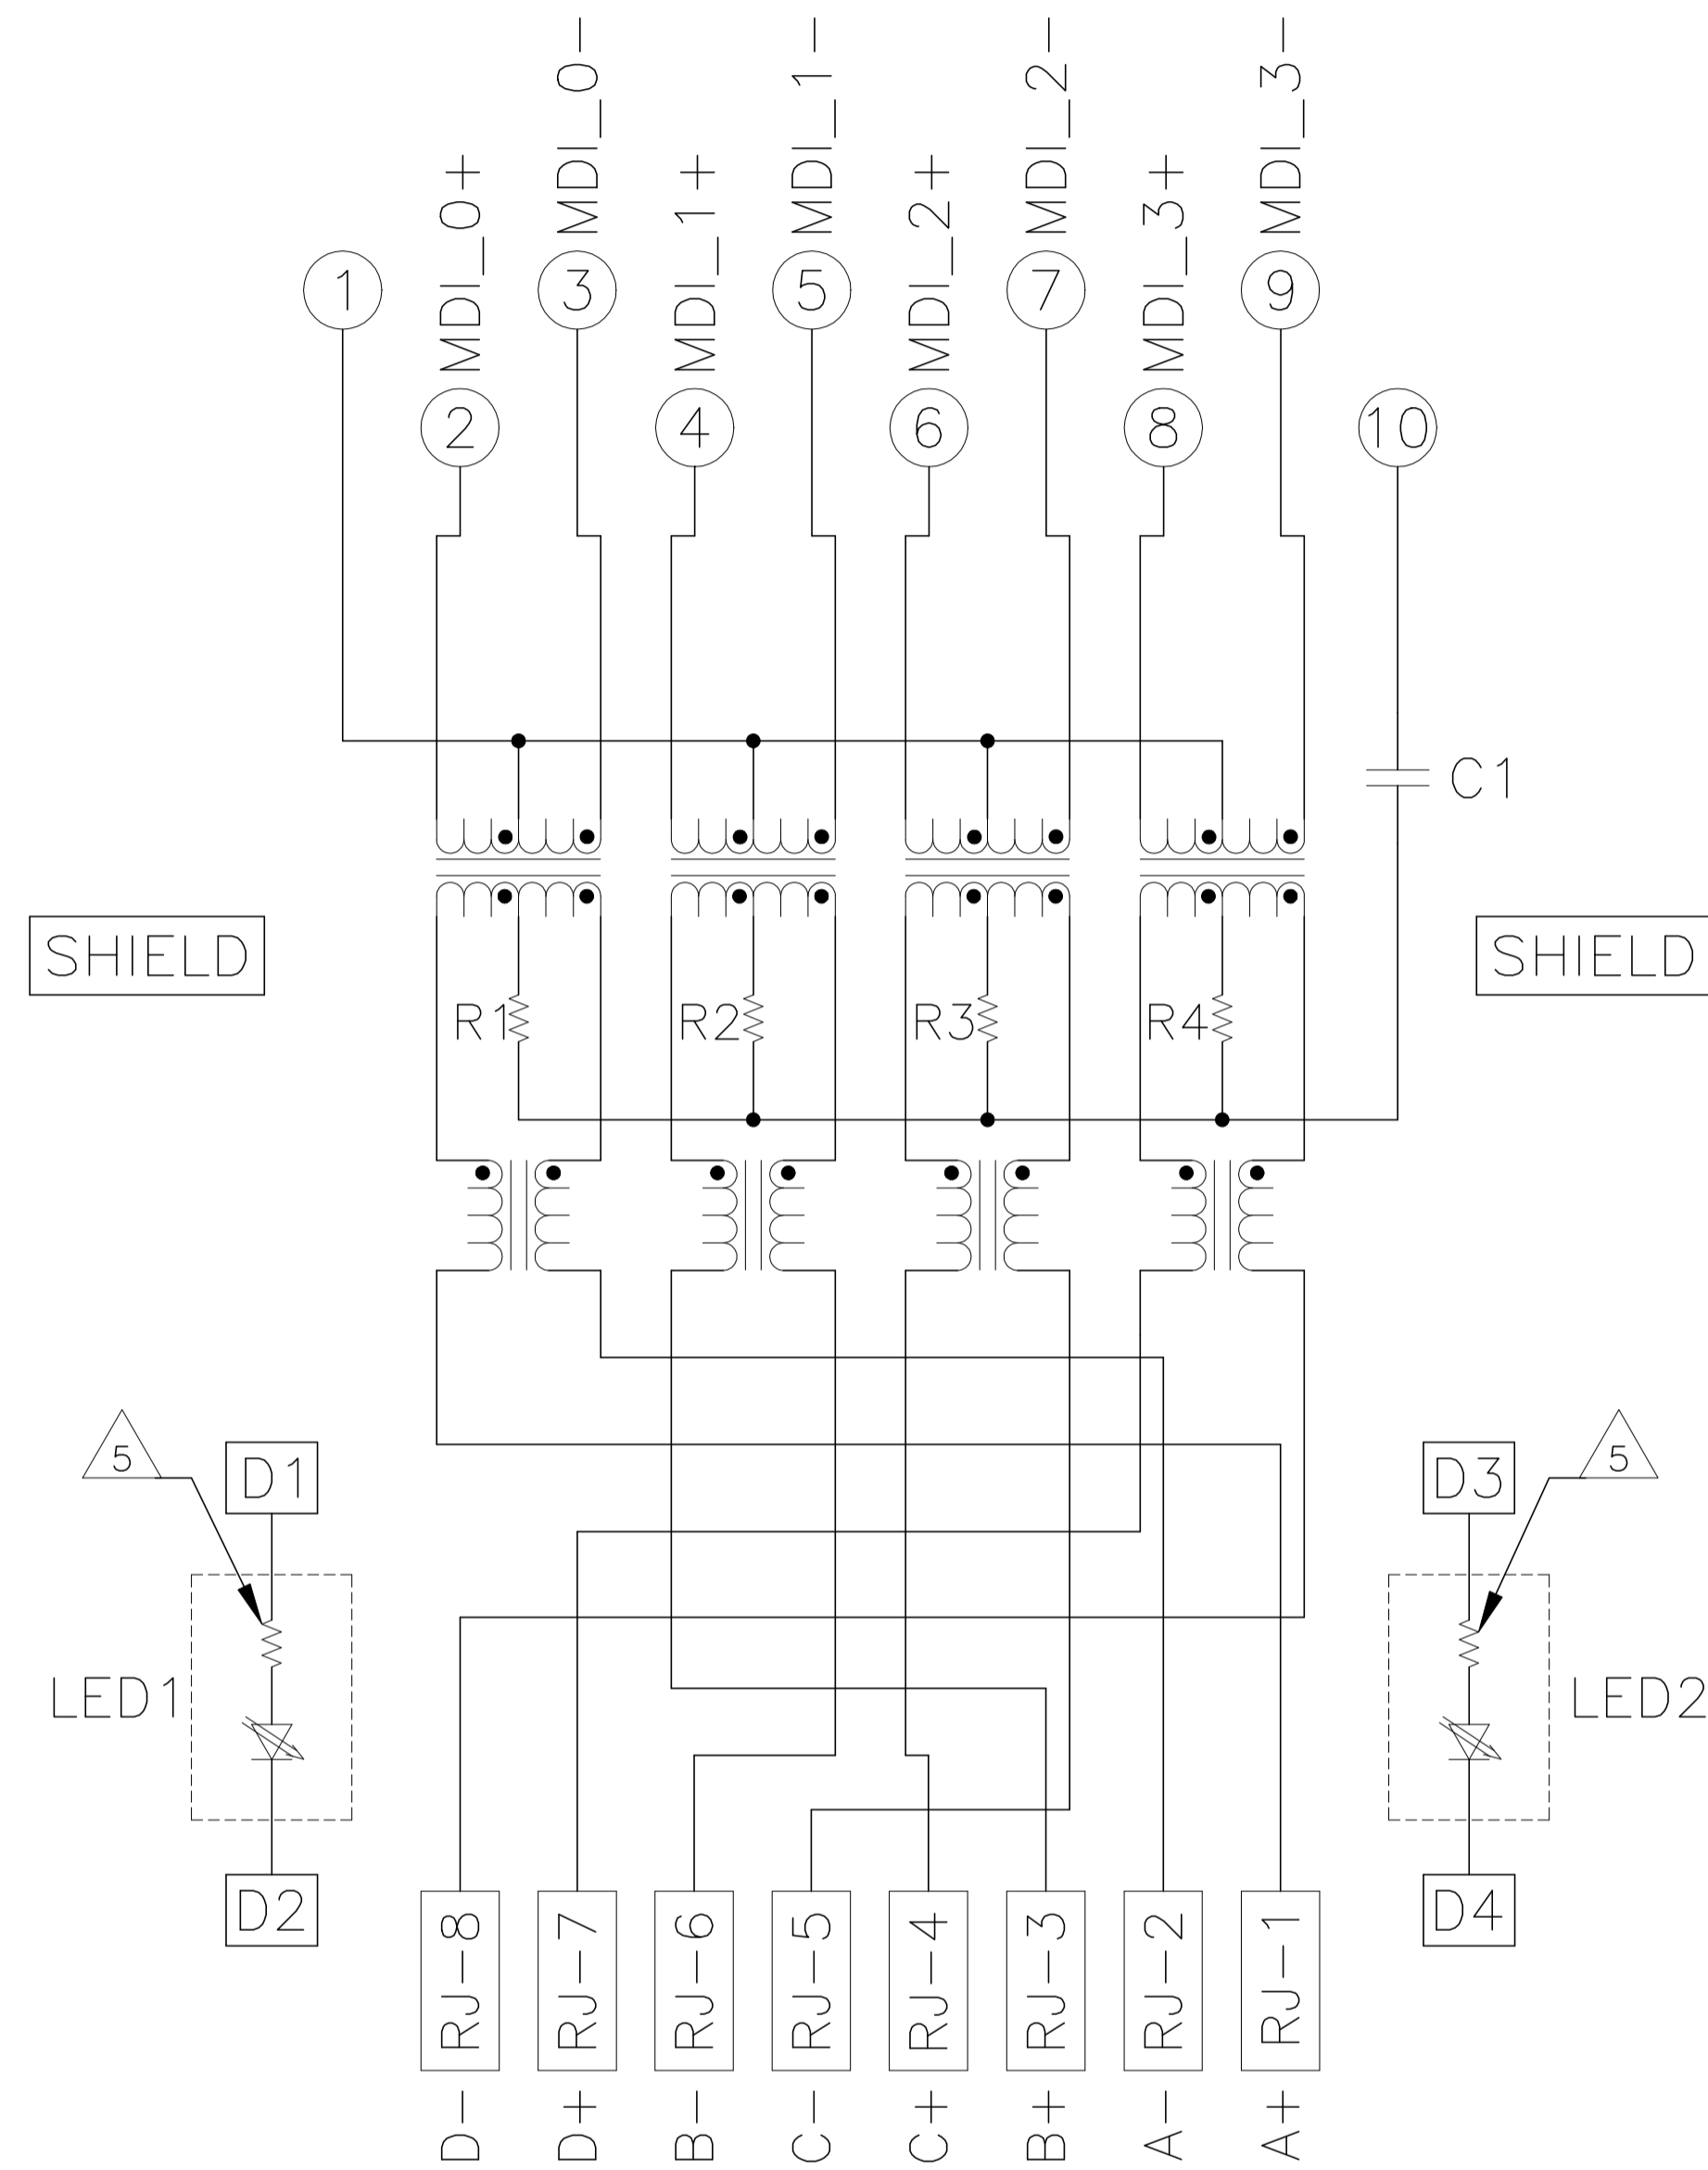 MDI_0-
MDI_1-
MDI_2-
MDI_3-
MDI_0+
MDI_1+
MDI_2+
MDI_3+
1
3
5
7
9
2
4
6
8
10
C1
SHIELD
SHIELD
R1
R2
R3
R4
5
D1
D3
5
LED1
LED2
D2
D4
RJ-8
RJ-7
RJ-6
RJ-5
RJ-4
RJ-3
RJ-2
RJ-1
D-
D+
B-
C-
C+
B+
A-
A+